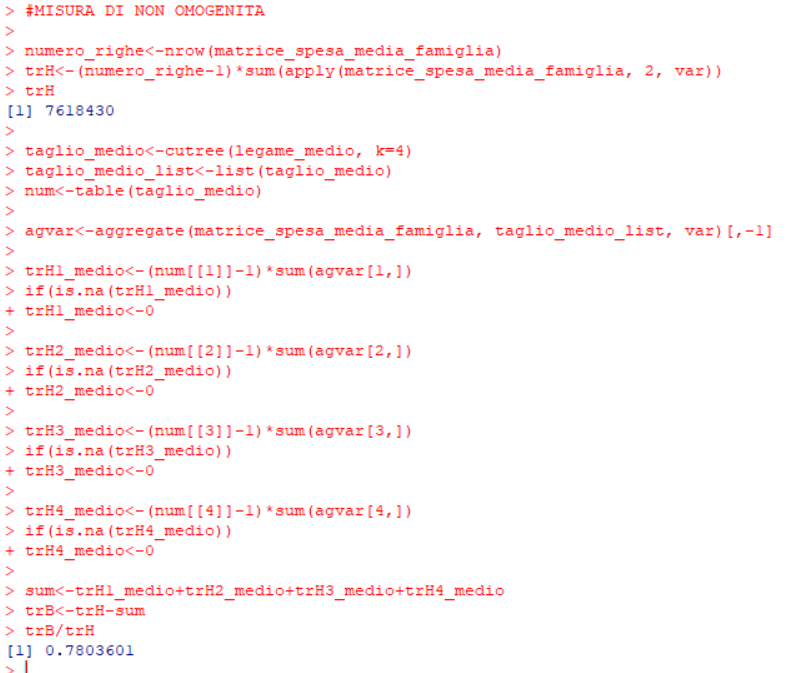 > #MISURA DI NON OMOGENITA
>
> numero_righe<-nrow(matrice_spesa_media_famiglia)
> trH<-(numero_righe-1)*sum(apply(matrice_spesa_media_famiglia, 2, var))
> trH
[1] 7618430
>
> taglio_medio<-cutree(legame_medio, k=4)
> taglio_medio_list<-list(taglio_medio)
> num<-table(taglio_medio)
>
> agvar<-aggregate(matrice_spesa_media_famiglia, taglio_medio_list, var)[,-1]
>
> trH1_medio<-(num[[1]]-1)*sum(agvar[1,])
> if(is.na(trH1_medio))
+ trH1_medio<-0
>
> trH2_medio<-(num[[2]]-1)*sum(agvar[2,])
> if(is.na(trH2_medio))
+ trH2_medio<-0
>
> trH3_medio<-(num[[3]]-1)*sum(agvar[3,])
> if(is.na(trH3_medio))
+ trH3_medio<-0
>
> trH4_medio<-(num[[4]]-1)*sum(agvar[4,])
> if(is.na(trH4_medio))
+ trH4_medio<-0
>
> sum<-trH1_medio+trH2_medio+trH3_medio+trH4_medio
> trB<-trH-sum
> trB/trH
[1] 0.7803601
>